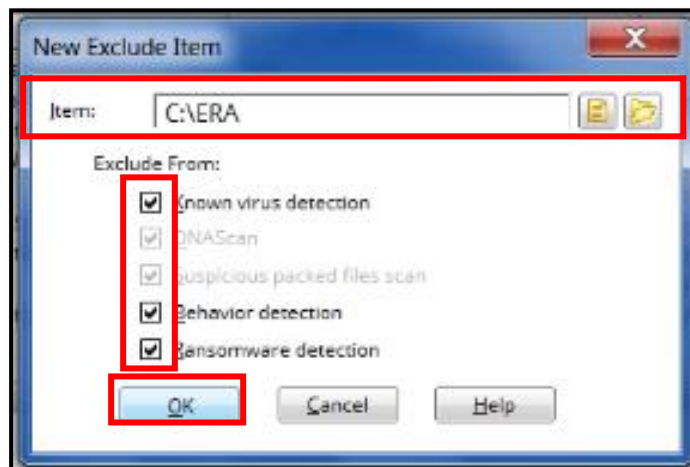 New Exclude Item
Item: C:\ERA
Exclude From:
Known virus detection
DNAScan
Suspicious packed files scan
Behavior detection
Ransomware detection
OK Cancel Help